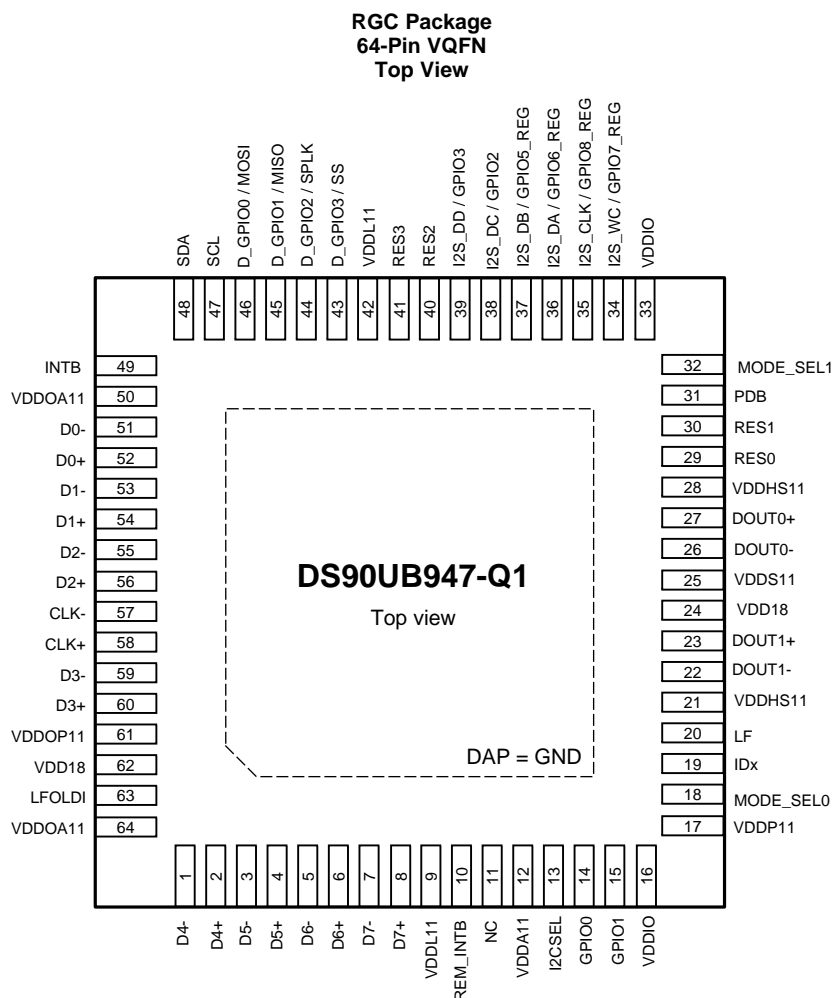 RGC Package
64-Pin VQFN
Top View
SDA
SCL
D_GPIO0 / MOSI
D_GPIO1 / MISO
D_GPIO2 / SPLK
D_GPIO3 / SS
VDDL11
RES3
RES2
I2S_DD / GPIO3
I2S_DC / GPIO2
I2S_DB / GPIO5_REG
I2S_DA / GPIO6_REG
I2S_CLK / GPIO8_REG
I2S_WC / GPIO7_REG
VDDIO
48
47
46
45
44
43
42
41
40
39
38
37
36
35
34
33
INTB 49
VDDOA11 50
D0- 51
D0+ 52
D1- 53
D1+ 54
D2- 55
D2+ 56
CLK- 57
CLK+ 58
D3- 59
D3+ 60
VDDOP11 61
VDD18 62
LFOLDI 63
VDDOA11 64
DS90UB947-Q1
Top view
DAP = GND
32 MODE_SEL1
31 PDB
30 RES1
29 RES0
28 VDDHS11
27 DOUT0+
26 DOUT0-
25 VDDS11
24 VDD18
23 DOUT1+
22 DOUT1-
21 VDDHS11
20 LF
19 IDx
18 MODE_SEL0
17 VDDP11
1
2
3
4
5
6
7
8
9
10
11
12
13
14
15
16
D4-
D4+
D5-
D5+
D6-
D6+
D7-
D7+
VDDL11
REM_INTB
NC
VDDA11
I2CSEL
GPIO0
GPIO1
VDDIO